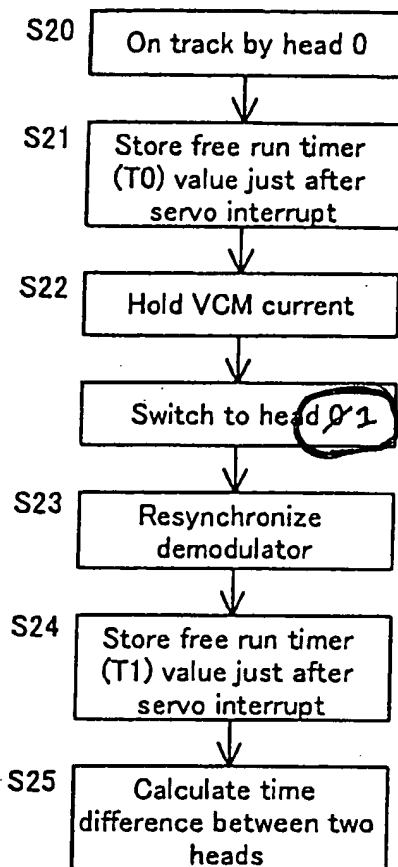 S20
On track by head 0
S21
Store free run timer
(T0) value just after
servo interrupt
S22
Hold VCM current
Switch to head 0 1
S23
Resynchronize
demodulator
S24
Store free run timer
(T1) value just after
servo interrupt
S25
Calculate time
difference between two
heads